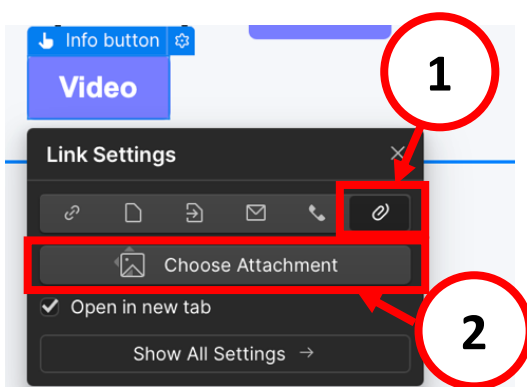 Info button
1
Video
Link Settings
Choose Attachment
Open in new tab
2
Show All Settings →